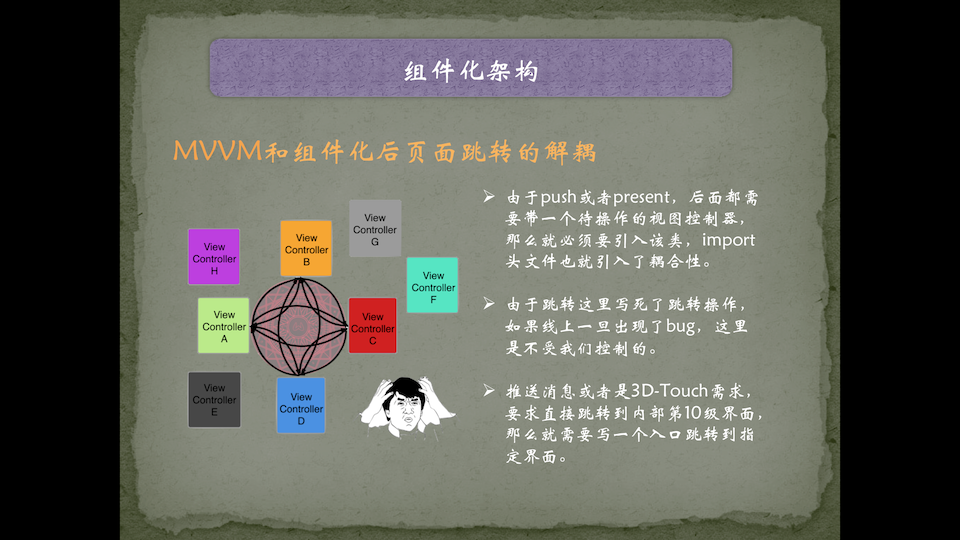 组件化架构
MVVM和组件化后页面跳转的解耦
由于push或者present，后面都需
要带一个待操作的视图控制器，
那么就必须要引入该类，import
头文件也就引入了耦合性。
由于跳转这里写死了跳转操作，
如果线上一旦出现了bug，这里
是不受我们控制的。
推送消息或者是3D-Touch需求，
要求直接跳转到内部第10级界面，
那么就需要写一个入口跳转到指
定界面。
View
Controller
G
View
Controller
B
View
Controller
H
View
Controller
F
View
Controller
A
View
Controller
C
View
Controller
E
View
Controller
D